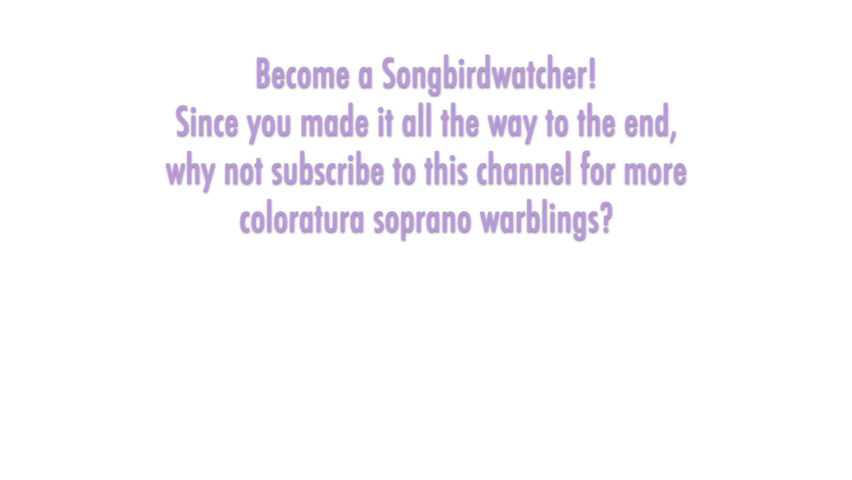 Become a Songbirdwatcher!
Since you made it all the way to the end,
why not subscribe to this channel for more
coloratura soprano warblings?